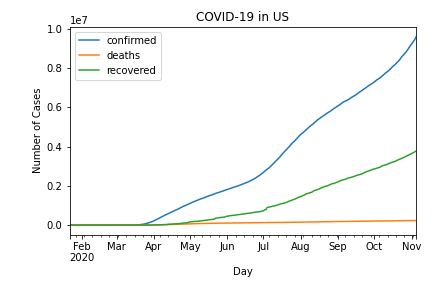 COVID-19 in US
1e7
confirmed
deaths
recovered
Number of Cases
1.0
0.8
0.6
0.4
0.2
0.0
Feb Mar Apr May Jun Jul Aug Sep Oct Nov
2020
Day